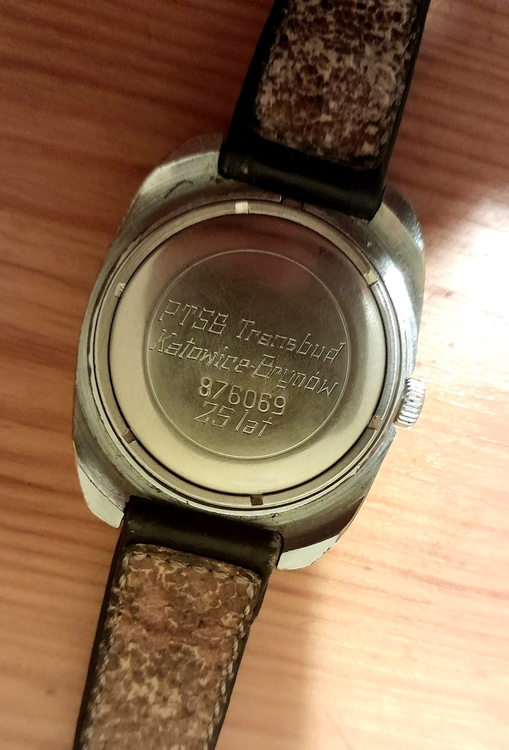 PTSB Transbud
Katowice-Brynów
876069
25 lat